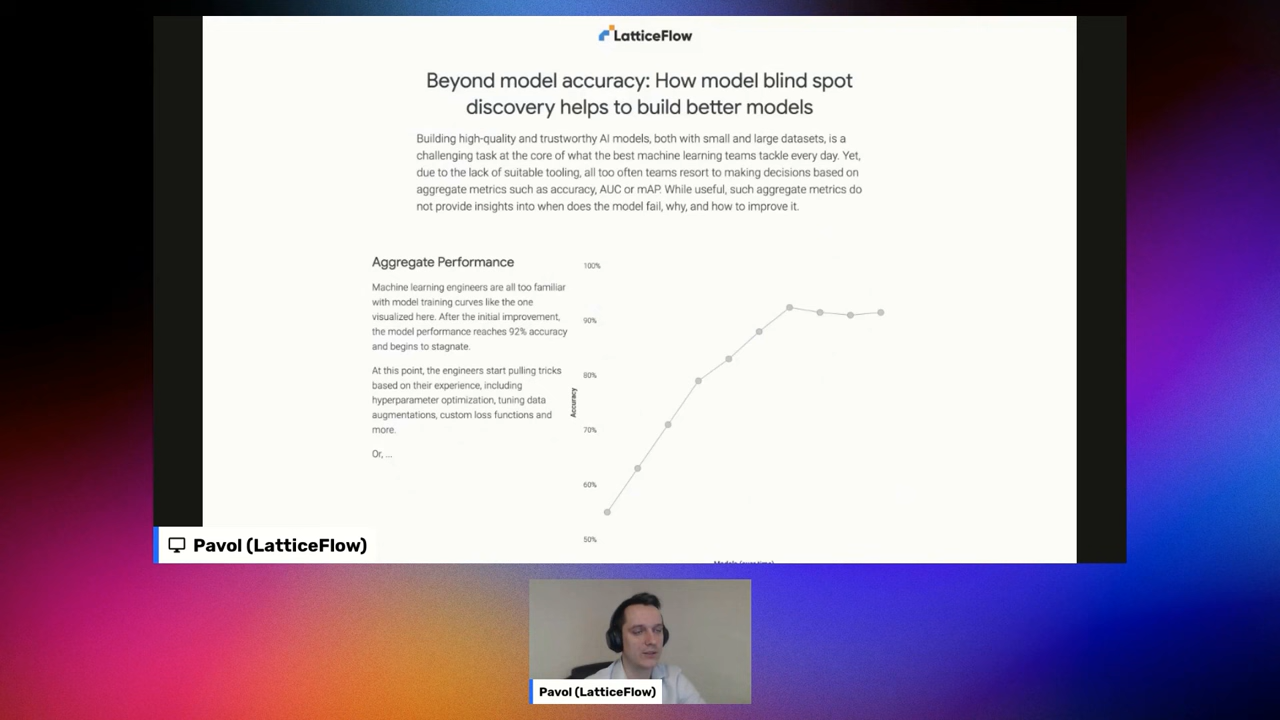 LatticeFlow
Beyond model accuracy: How model blind spot
discovery helps to build better models
Building high-quality and trustworthy AI models, both with small and large datasets, is a
challenging task at the core of what the best machine learning teams tackle every day. Yet,
due to the lack of suitable tooling, all too often teams resort to making decisions based on
aggregate metrics such as accuracy, AUC or mAP. While useful, such aggregate metrics do
not provide insights into when does the model fail, why, and how to improve it.
Aggregate Performance
Machine learning engineers are all too familiar
with model training curves like the one
visualized here. After the initial improvement,
the model performance reaches 92% accuracy
and begins to stagnate.
At this point, the engineers start pulling tricks
based on their experience, including
hyperparameter optimization, tuning data
augmentations, custom loss functions and
more.
Or, ...
100%
90%
80%
70%
60%
50%
Accuracy
Models (over time)
Pavol (LatticeFlow)
Pavol (LatticeFlow)